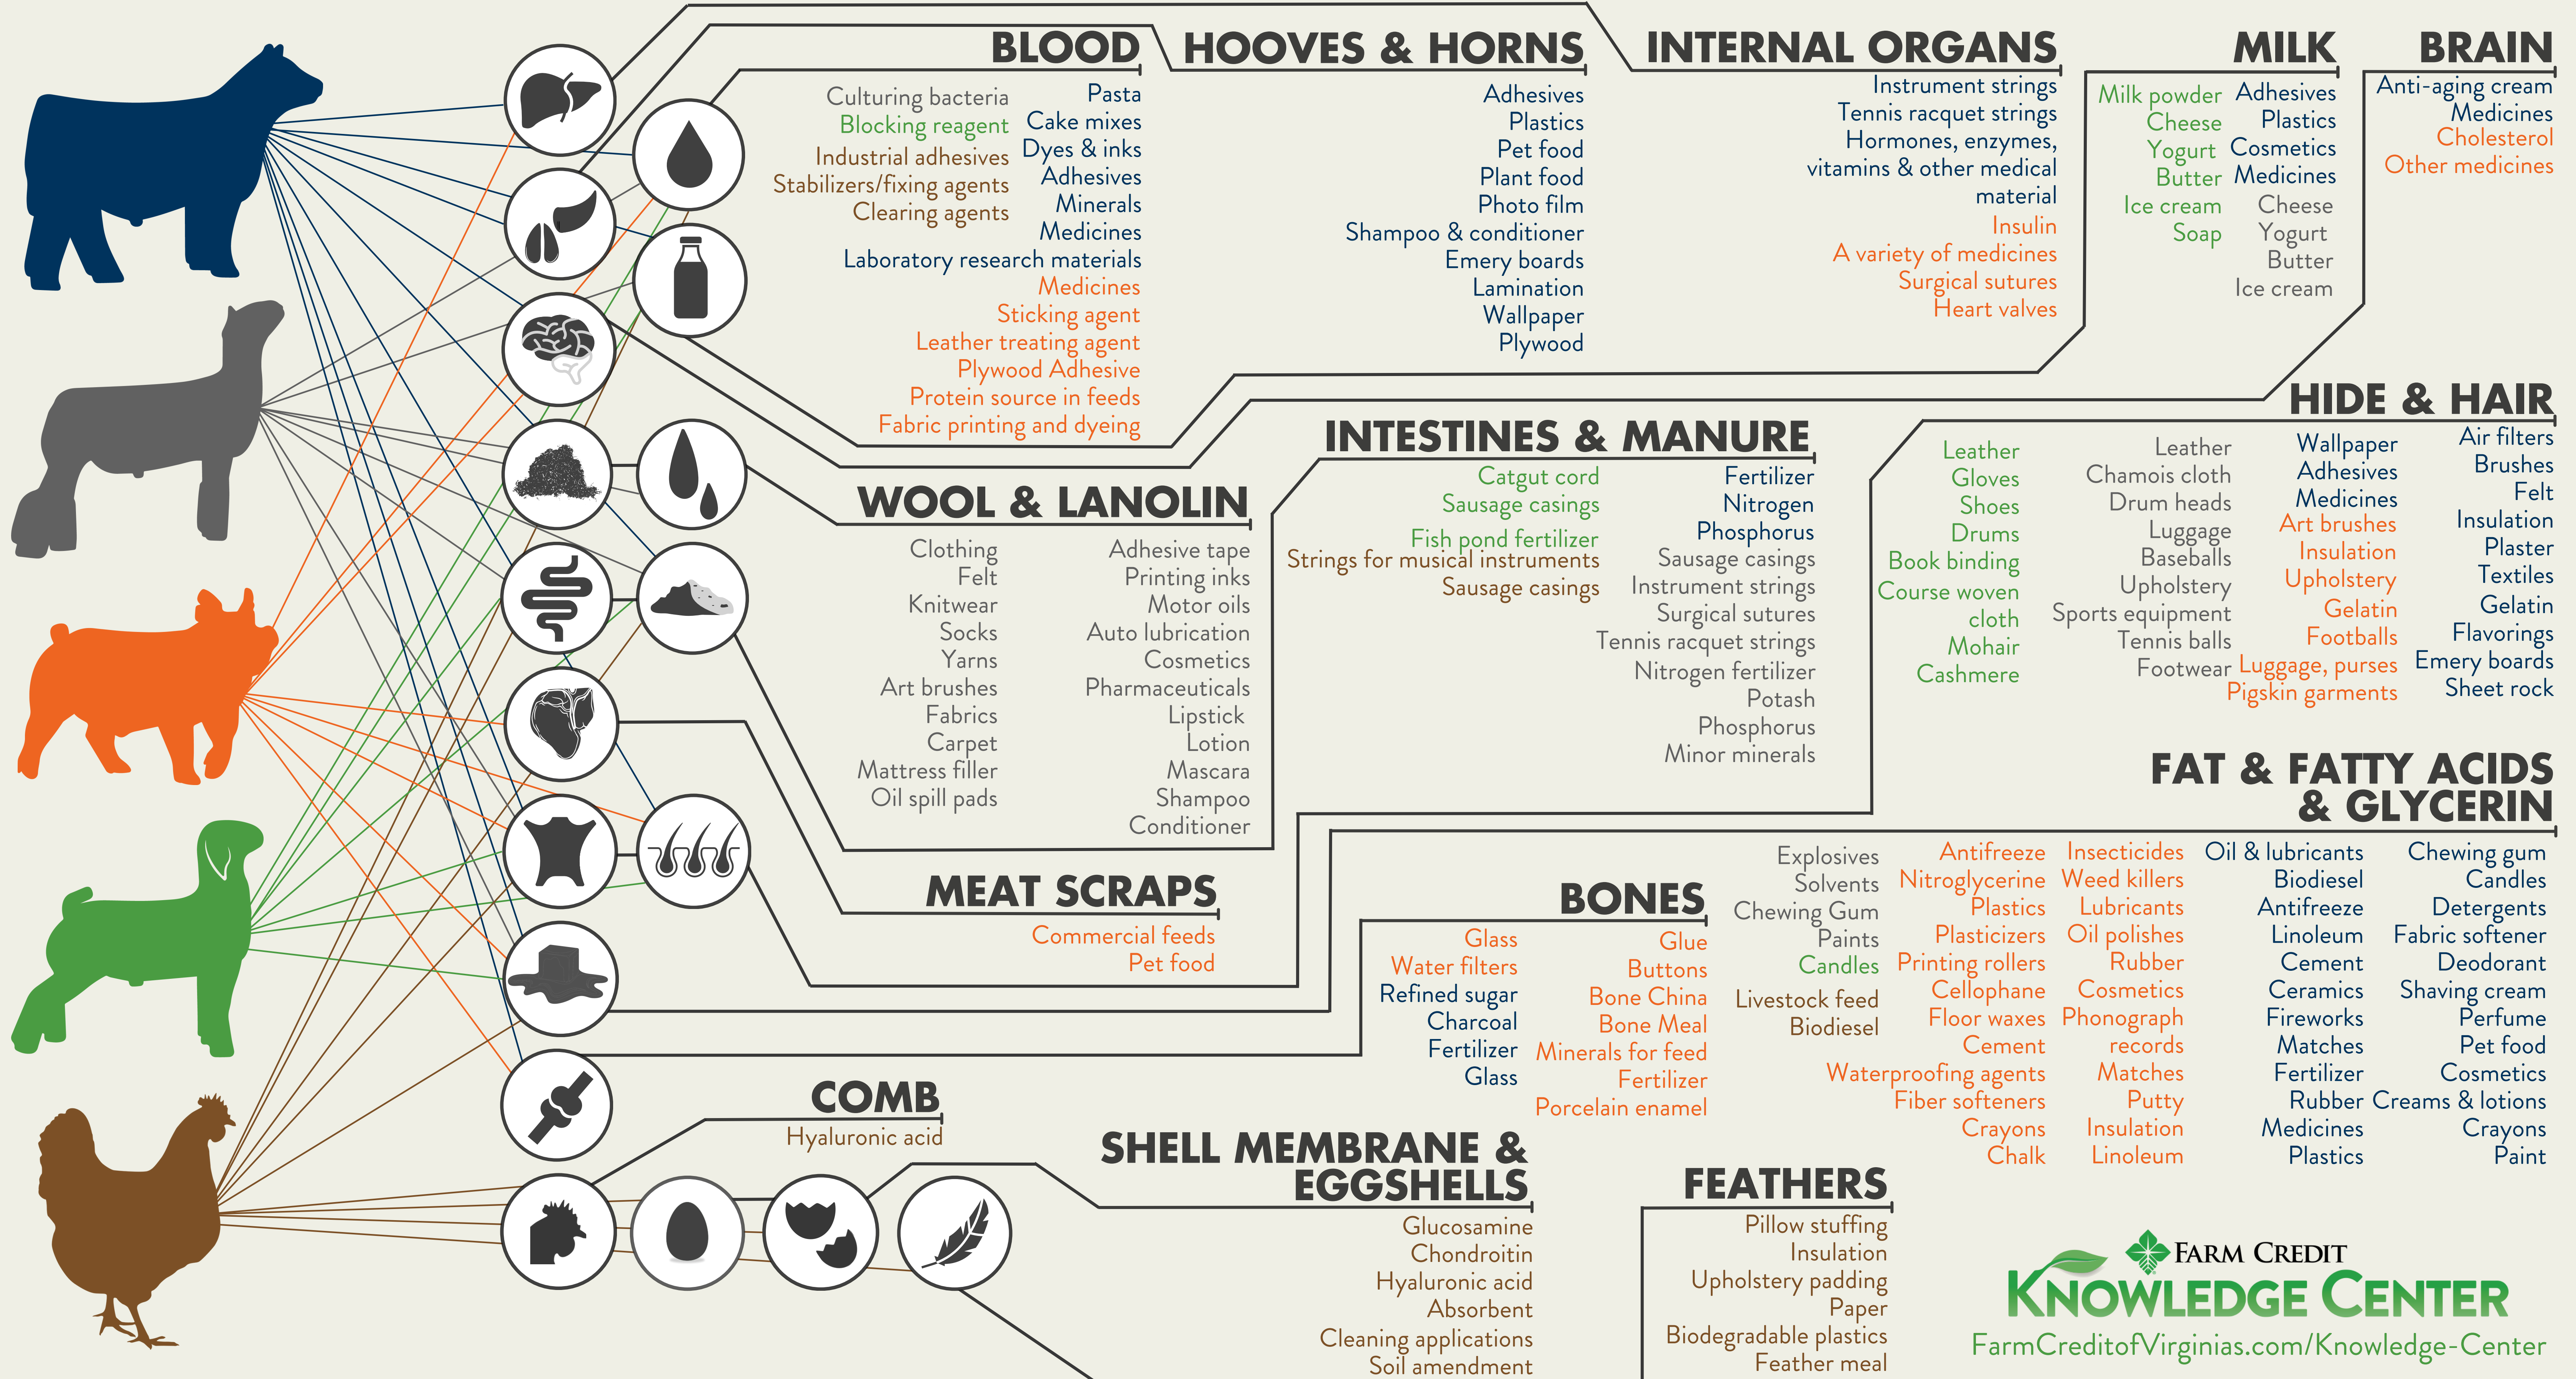 BLOOD
Culturing bacteria
Blocking reagent
Industrial adhesives
Stabilizers/fixing agents
Clearing agents
Pasta
Cake mixes
Dyes & inks
Adhesives
Minerals
Medicines
Laboratory research materials
Medicines
Sticking agent
Leather treating agent
Plywood Adhesive
Protein source in feeds
Fabric printing and dyeing
HOOVES & HORNS
Adhesives
Plastics
Pet food
Plant food
Photo film
Shampoo & conditioner
Emery boards
Lamination
Wallpaper
Plywood
INTERNAL ORGANS
Instrument strings
Tennis racquet strings
Hormones, enzymes,
vitamins & other medical
material
Insulin
A variety of medicines
Surgical sutures
Heart valves
MILK
Milk powder
Cheese
Yogurt
Butter
Ice cream
Soap
Adhesives
Plastics
Cosmetics
Medicines
Cheese
Yogurt
Butter
Ice cream
BRAIN
Anti-aging cream
Medicines
Cholesterol
Other medicines
WOOL & LANOLIN
Clothing
Felt
Knitwear
Socks
Yarns
Art brushes
Fabrics
Carpet
Mattress filler
Oil spill pads
Adhesive tape
Printing inks
Motor oils
Auto lubrication
Cosmetics
Pharmaceuticals
Lipstick
Lotion
Mascara
Shampoo
Conditioner
INTESTINES & MANURE
Catgut cord
Sausage casings
Fish pond fertilizer
Strings for musical instruments
Sausage casings
Fertilizer
Nitrogen
Phosphorus
Sausage casings
Instrument strings
Surgical sutures
Tennis racquet strings
Nitrogen fertilizer
Potash
Phosphorus
Minor minerals
HIDE & HAIR
Leather
Gloves
Shoes
Drums
Book binding
Course woven
cloth
Mohair
Cashmere
Leather
Chamois cloth
Drum heads
Luggage
Baseballs
Upholstery
Sports equipment
Tennis balls
Footwear
Wallpaper
Adhesives
Medicines
Art brushes
Insulation
Upholstery
Gelatin
Footballs
Luggage, purses
Pigskin garments
Air filters
Brushes
Felt
Insulation
Plaster
Textiles
Gelatin
Flavorings
Emery boards
Sheet rock
MEAT SCRAPS
Commercial feeds
Pet food
BONES
Glass
Water filters
Refined sugar
Charcoal
Fertilizer
Glass
Glue
Buttons
Bone China
Bone Meal
Minerals for feed
Fertilizer
Porcelain enamel
FAT & FATTY ACIDS
& GLYCERIN
Explosives
Solvents
Chewing Gum
Paints
Candles
Livestock feed
Biodiesel
Antifreeze
Nitroglycerine
Plastics
Plasticizers
Printing rollers
Cellophane
Floor waxes
Cement
Waterproofing agents
Fiber softeners
Crayons
Chalk
Insecticides
Weed killers
Lubricants
Oil polishes
Rubber
Cosmetics
Phonograph
records
Matches
Putty
Insulation
Linoleum
Oil & lubricants
Biodiesel
Antifreeze
Linoleum
Cement
Ceramics
Fireworks
Matches
Fertilizer
Rubber
Medicines
Plastics
Chewing gum
Candles
Detergents
Fabric softener
Deodorant
Shaving cream
Perfume
Pet food
Cosmetics
Creams & lotions
Crayons
Paint
COMB
Hyaluronic acid
SHELL MEMBRANE &
EGGSHELLS
Glucosamine
Chondroitin
Hyaluronic acid
Absorbent
Cleaning applications
Soil amendment
FEATHERS
Pillow stuffing
Insulation
Upholstery padding
Paper
Biodegradable plastics
Feather meal
FARM CREDIT
KNOWLEDGE CENTER
FarmCreditofVirginias.com/Knowledge-Center